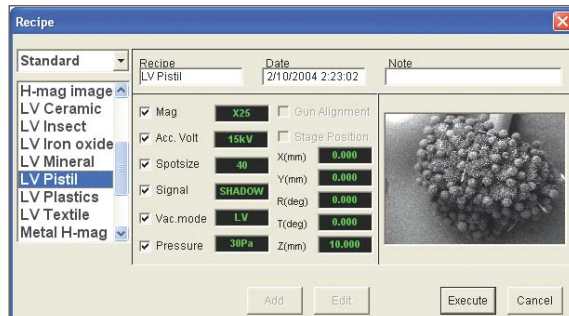 Recipe
Standard
H-mag image
LV Ceramic
LV Insect
LV Iron oxide
LV Mineral
LV Pistil
LV Plastics
LV Textile
Metal H-mag
Recipe Date Note
LV Pistil 2/10/2004 2:23:02
Mag X25 Gun Alignment
Acc. Volt 15kV Stage Position
Spotsize 40 X(mm) 0.000
Signal SHADOW Y(mm) 0.000
Vac.mode LV R(deg) 0.000
Pressure 30Pa T(deg) 0.000
Z(mm) 10.000
Add Edit Execute Cancel